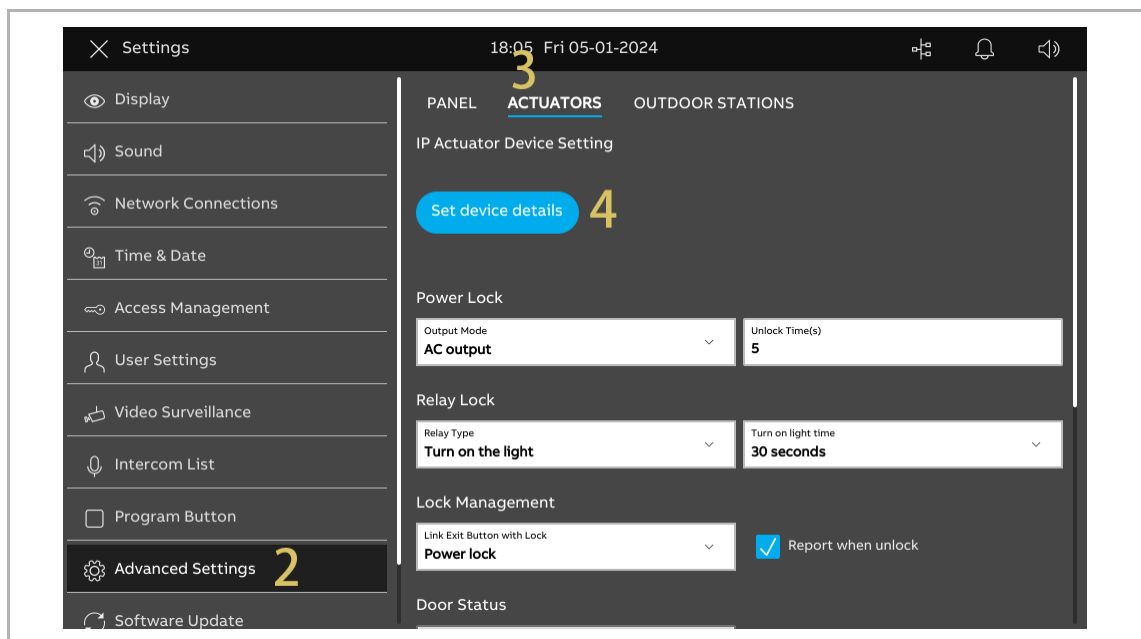 Settings
18:05 Fri 05-01-2024
3
Display
Sound
Network Connections
31
Time & Date
Access Management
User Settings
Video Surveillance
Intercom List
Program Button
Advanced Settings
2
Software Update
PANEL ACTUATORS OUTDOOR STATIONS
IP Actuator Device Setting
Set device details
4
Power Lock
Output Mode
AC output
Unlock Time(s)
5
Relay Lock
Relay Type
Turn on the light
Turn on light time
30 seconds
Lock Management
Link Exit Button with Lock
Power lock
Report when unlock
Door Status